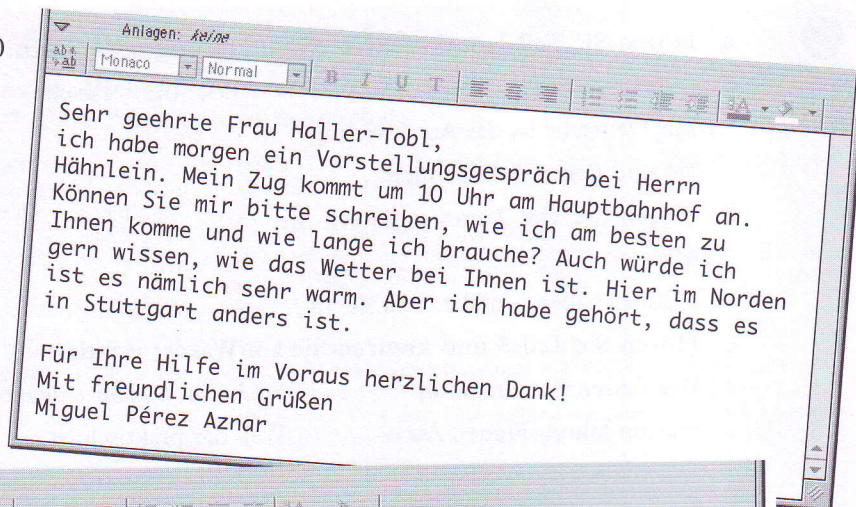 Anlagen: keine
Monaco Normal B I U T
Sehr geehrte Frau Haller-Tobl,
ich habe morgen ein Vorstellungsgespräch bei Herrn
Hähnlein. Mein Zug kommt um 10 Uhr am Hauptbahnhof an.
Können Sie mir bitte schreiben, wie ich am besten zu
Ihnen komme und wie lange ich brauche? Auch würde ich
gern wissen, wie das Wetter bei Ihnen ist. Hier im Norden
ist es nämlich sehr warm. Aber ich habe gehört, dass es
in Stuttgart anders ist.
Für Ihre Hilfe im Voraus herzlichen Dank!
Mit freundlichen Grüßen
Miguel Pérez Aznar